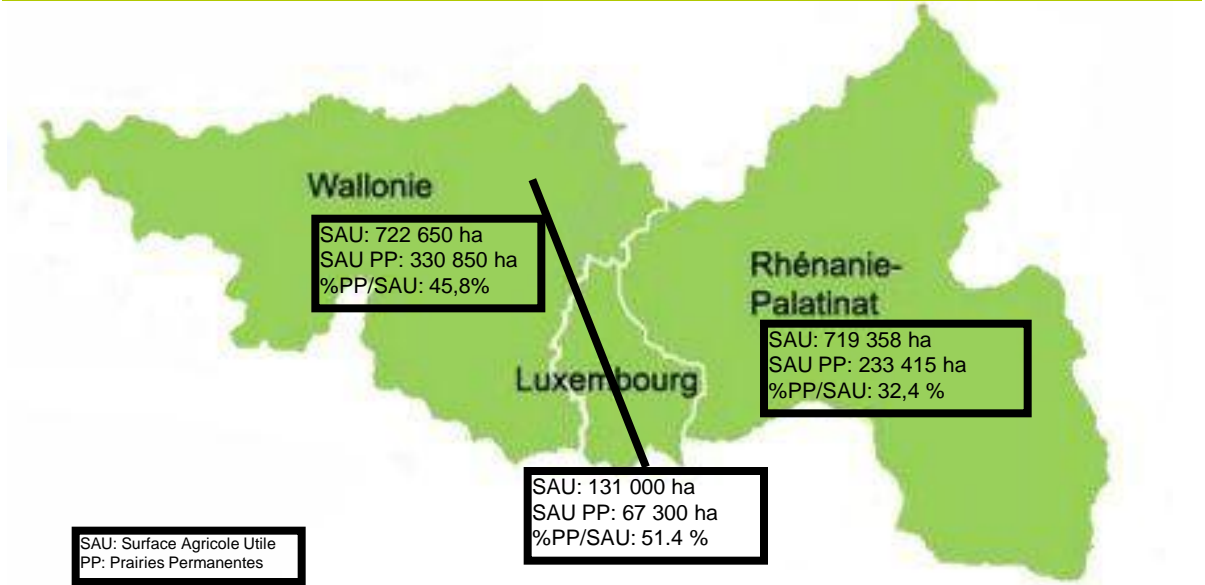 Wallonie
SAU: 722 650 ha
SAU PP: 330 850 ha
%PP/SAU: 45,8%
Rhénanie-
Palatinat
SAU: 719 358 ha
SAU PP: 233 415 ha
%PP/SAU: 32,4 %
Luxembourg
SAU: 131 000 ha
SAU PP: 67 300 ha
%PP/SAU: 51.4 %
SAU: Surface Agricole Utile
PP: Prairies Permanentes